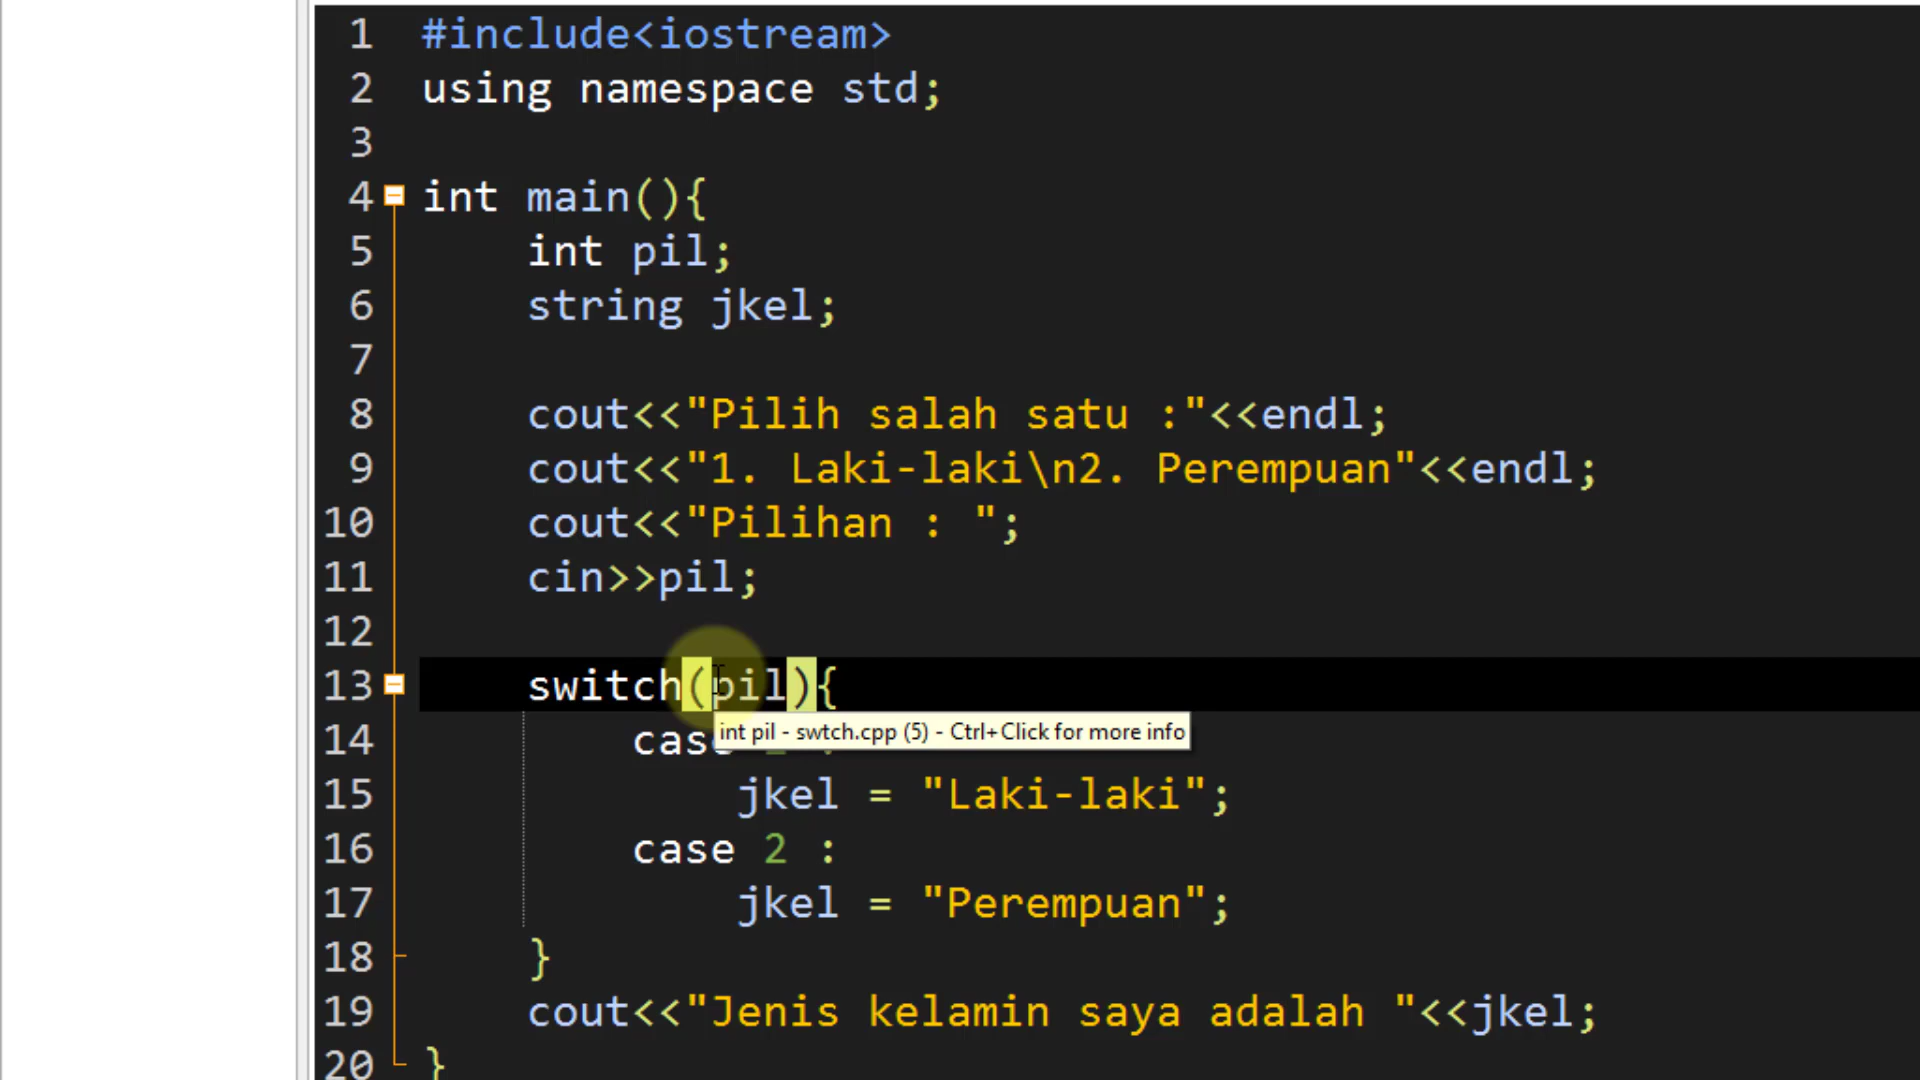 1 #include<iostream>
2 using namespace std;
3
4 int main(){
5 int pil;
6 string jkel;
7
8 cout<<"Pilih salah satu :"<<endl;
9 cout<<"1. Laki-laki\n2. Perempuan"<<endl;
10 cout<<"Pilihan : ";
11 cin>>pil;
12
13 switch(pil){
int pil - swtch.cpp (5) - Ctrl+Click for more info
14 case :
15 jkel = "Laki-laki";
16 case 2 :
17 jkel = "Perempuan";
18 }
19 cout<<"Jenis kelamin saya adalah "<<jkel;
20 }